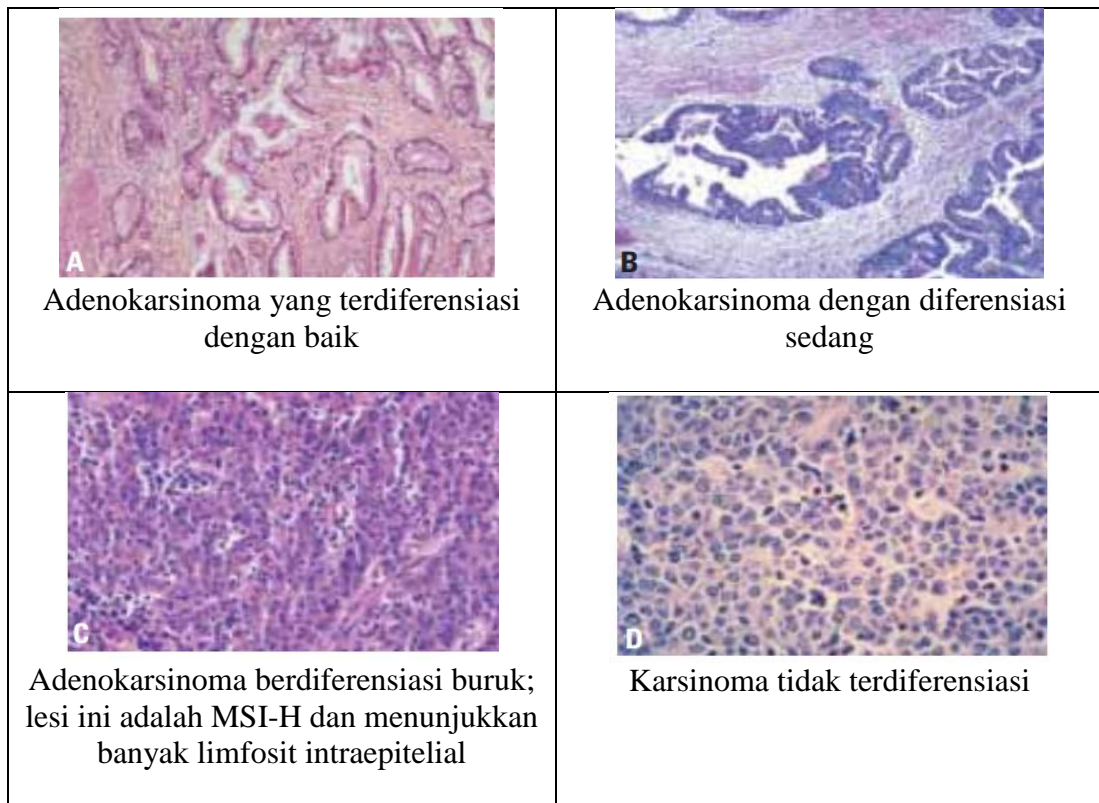 A
Adenokarsinoma yang terdiferensiasi
dengan baik
B
Adenokarsinoma dengan diferensiasi
sedang
C
Adenokarsinoma berdiferensiasi buruk;
lesi ini adalah MSI-H dan menunjukkan
banyak limfosit intraepitelial
D
Karsinoma tidak terdiferensiasi